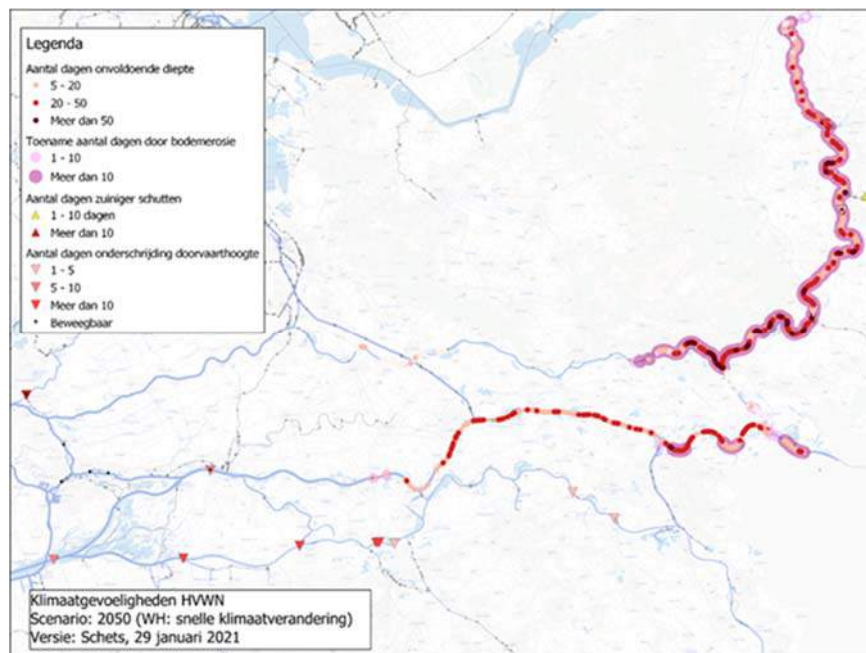 Legenda
Aantal dagen onvoldoende diepte
5 - 20
20 - 50
Meer dan 50
Toename aantal dagen door bodemerosie
1 - 10
Meer dan 10
Aantal dagen zuiniger schutten
1 - 10 dagen
Meer dan 10
Aantal dagen onderschrijding doorvaarthoogte
1 - 5
5 - 10
Meer dan 10
Beweegbaar
Klimaatgevoeligheden HVWN
Scenario: 2050 (WH: snelle klimaatverandering)
Versie: Schets, 29 januari 2021